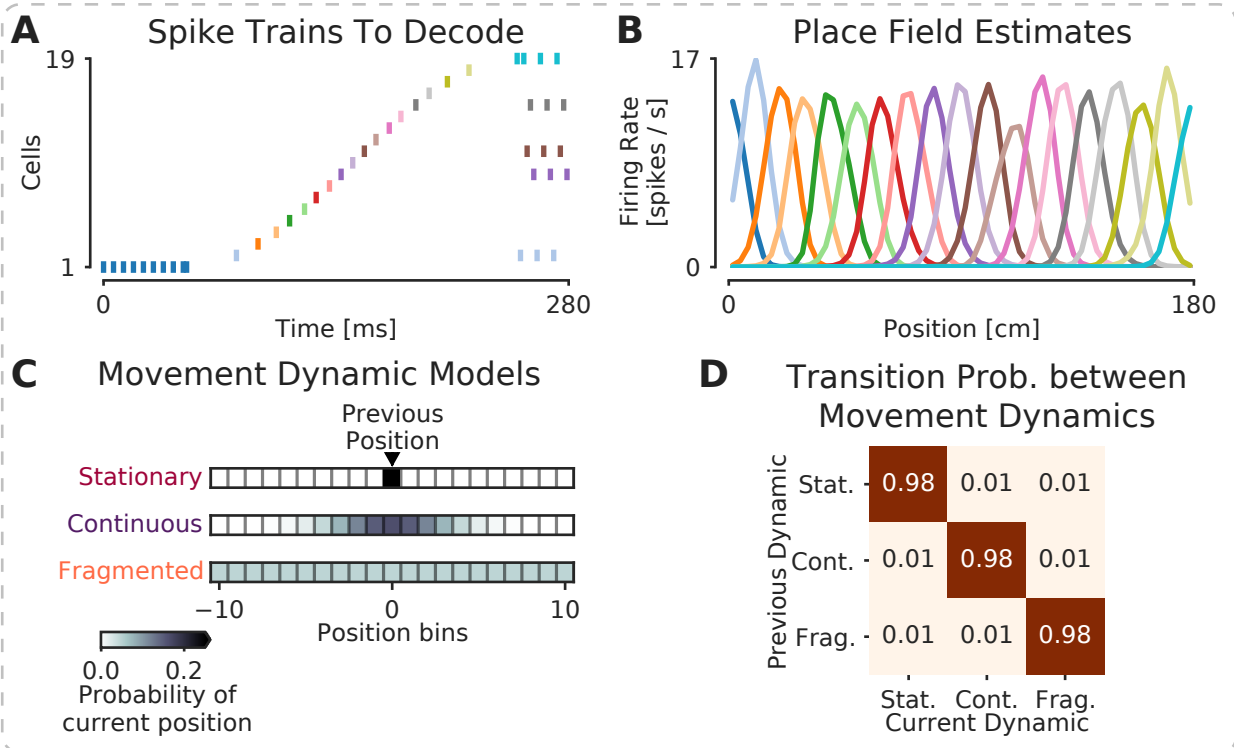 A
Spike Trains To Decode
19
Cells
1
0
280
Time [ms]
B
Place Field Estimates
17
Firing Rate
[spikes / s]
0
0
180
Position [cm]
C
Movement Dynamic Models
Previous
Position
Stationary
Continuous
Fragmented
−10
0
10
Position bins
0.0
0.2
Probability of
current position
D
Transition Prob. between
Movement Dynamics
Previous Dynamic
Stat.
0.98
0.01
0.01
Cont.
0.01
0.98
0.01
Frag.
0.01
0.01
0.98
Stat.
Cont.
Frag.
Current Dynamic